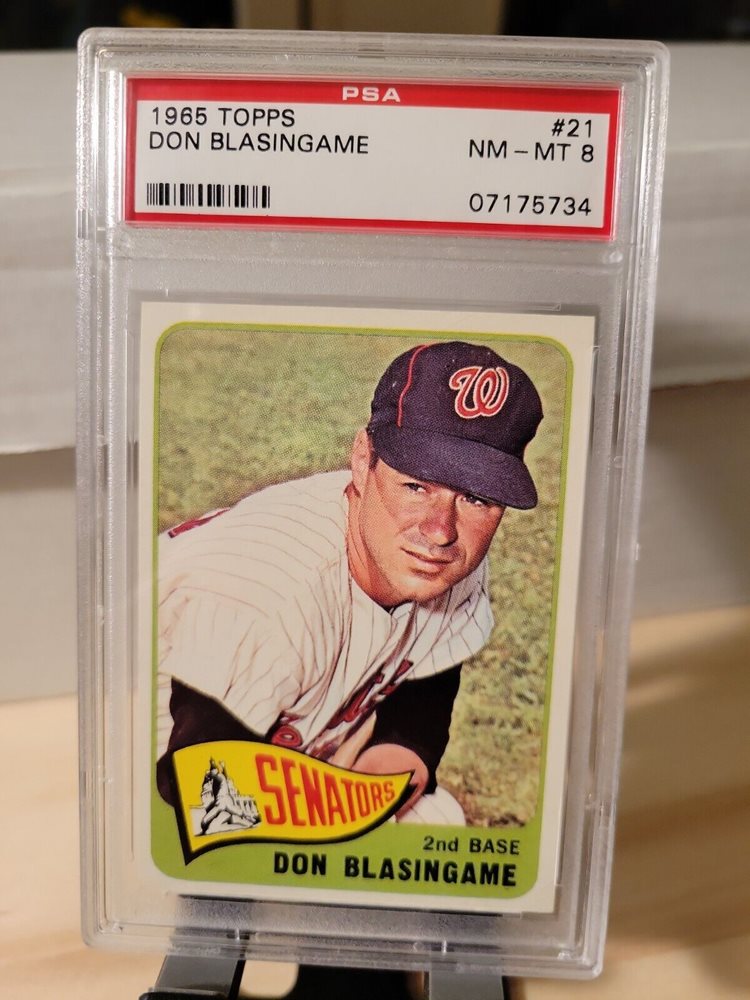 PSA
1965 TOPPS #21
DON BLASINGAME NM - MT 8
07175734
W
SENATORS
2nd BASE
DON BLASINGAME